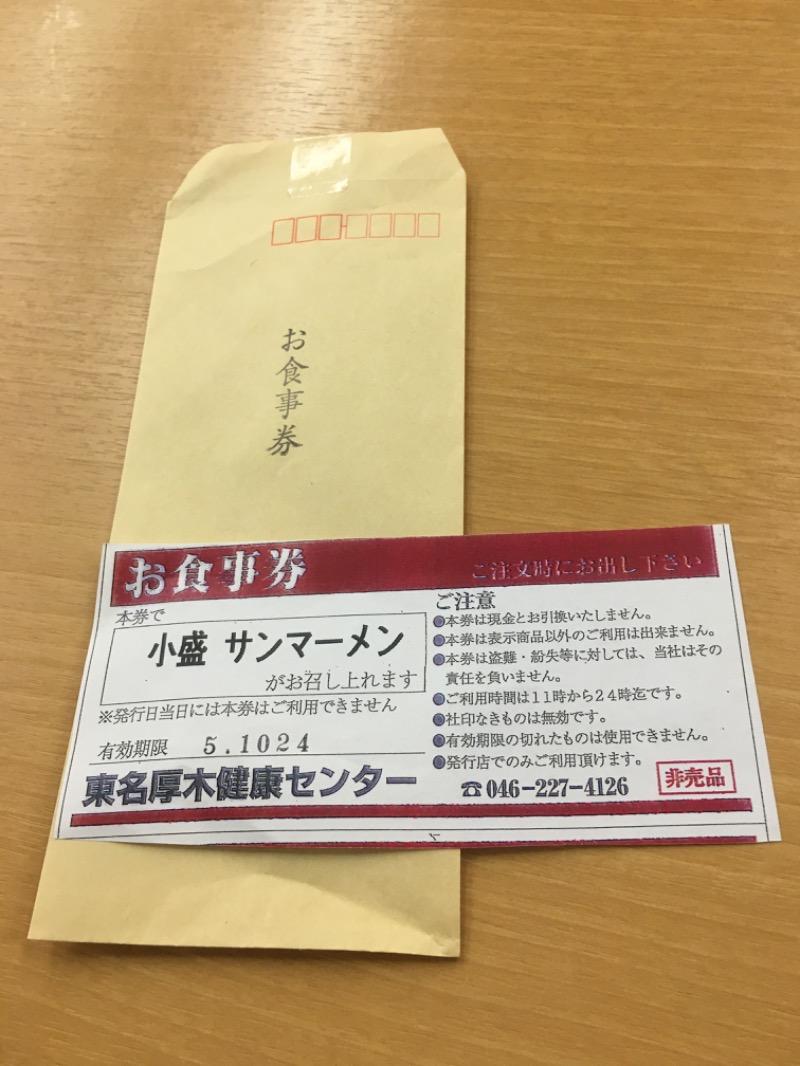 お食事券
お食事券
ご注文時にお出し下さい
本券で
小盛 サンマーメン
がお召し上れます
※発行日当日には本券はご利用できません
有効期限 5.1024
東名厚木健康センター
ご注意
●本券は現金とお引換いたしません。
●本券は表示商品以外のご利用は出来ません。
●本券は盗難・紛失等に対しては、当社はその
責任を負いません。
●ご利用時間は11時から24時迄です。
●社印なきものは無効です。
●有効期限の切れたものは使用できません。
●発行店でのみご利用頂けます。
☎046-227-4126
非売品